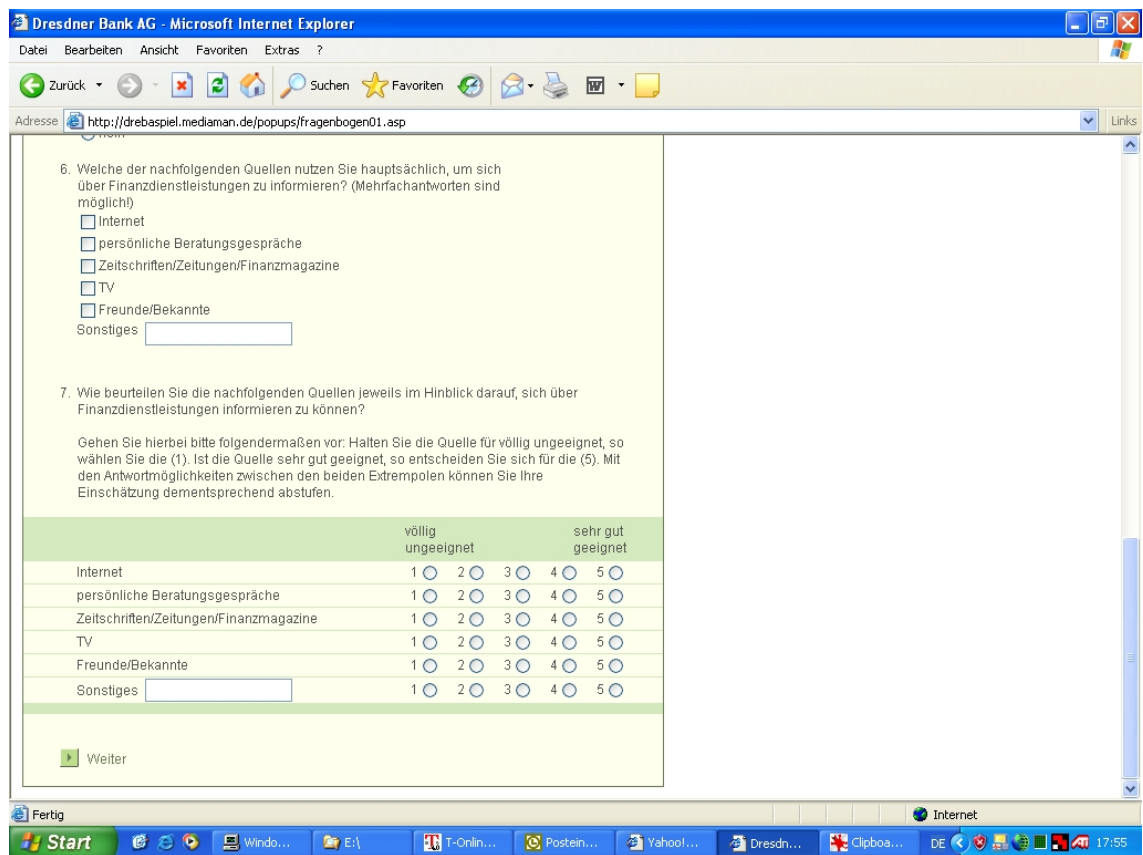 Dresdner Bank AG - Microsoft Internet Explorer
Datei Bearbeiten Ansicht Favoriten Extras ?
Zurück Suchen Favoriten
Adresse http://drebaspiel.mediaman.de/popups/fragenbogen01.asp Links
nein
6. Welche der nachfolgenden Quellen nutzen Sie hauptsächlich, um sich
über Finanzdienstleistungen zu informieren? (Mehrfachantworten sind
möglich!)
Internet
persönliche Beratungsgespräche
Zeitschriften/Zeitungen/Finanzmagazine
TV
Freunde/Bekannte
Sonstiges
7. Wie beurteilen Sie die nachfolgenden Quellen jeweils im Hinblick darauf, sich über
Finanzdienstleistungen informieren zu können?
Gehen Sie hierbei bitte folgendermaßen vor: Halten Sie die Quelle für völlig ungeeignet, so
wählen Sie die (1). Ist die Quelle sehr gut geeignet, so entscheiden Sie sich für die (5). Mit
den Antwortmöglichkeiten zwischen den beiden Extrempolen können Sie Ihre
Einschätzung dementsprechend abstufen.
völlig sehr gut
ungeeignet geeignet
Internet 1 2 3 4 5
persönliche Beratungsgespräche 1 2 3 4 5
Zeitschriften/Zeitungen/Finanzmagazine 1 2 3 4 5
TV 1 2 3 4 5
Freunde/Bekannte 1 2 3 4 5
Sonstiges 1 2 3 4 5
Weiter
Fertig Internet
Start Windo... E:\ T-Onlin... Postein... Yahoo!... Dresdn... Clipboa... DE 17:55